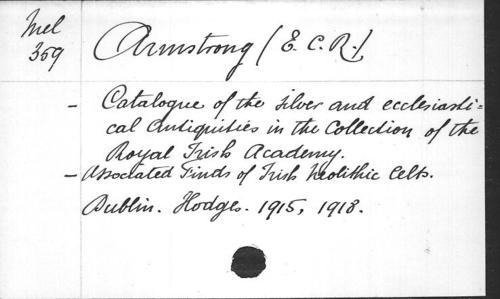 Mel
359
Armstrong (E. C. R.)
- Catalogue of the silver and ecclesiasti=
cal Antiquities in the Collection of the
Royal Irish Academy.
- Associated Finds of Irish Neolithic Celts.
Dublin. Hodges. 1915, 1918.